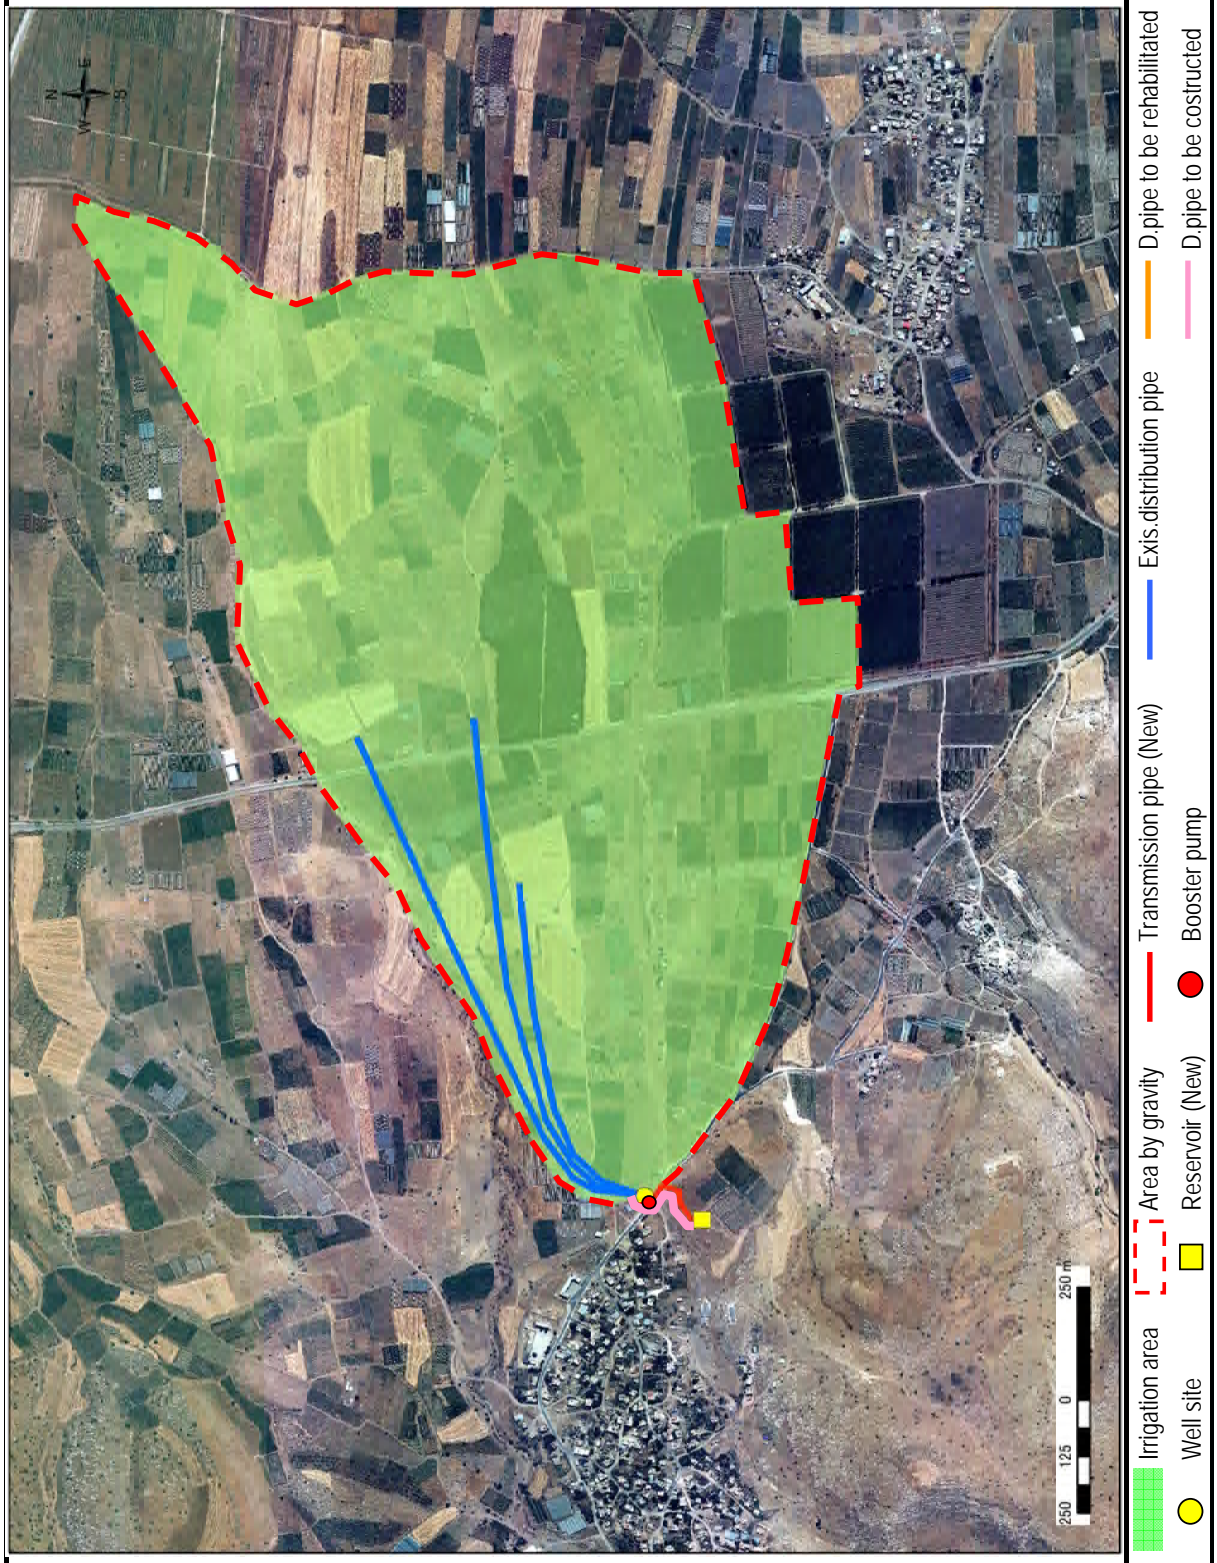 N
W E
S
250 125 0 250 m
Irrigation area
Area by gravity
Transmission pipe (New)
Exis.distribution pipe
D.pipe to be rehabilitated
Well site
Reservoir (New)
Booster pump
D.pipe to be costructed